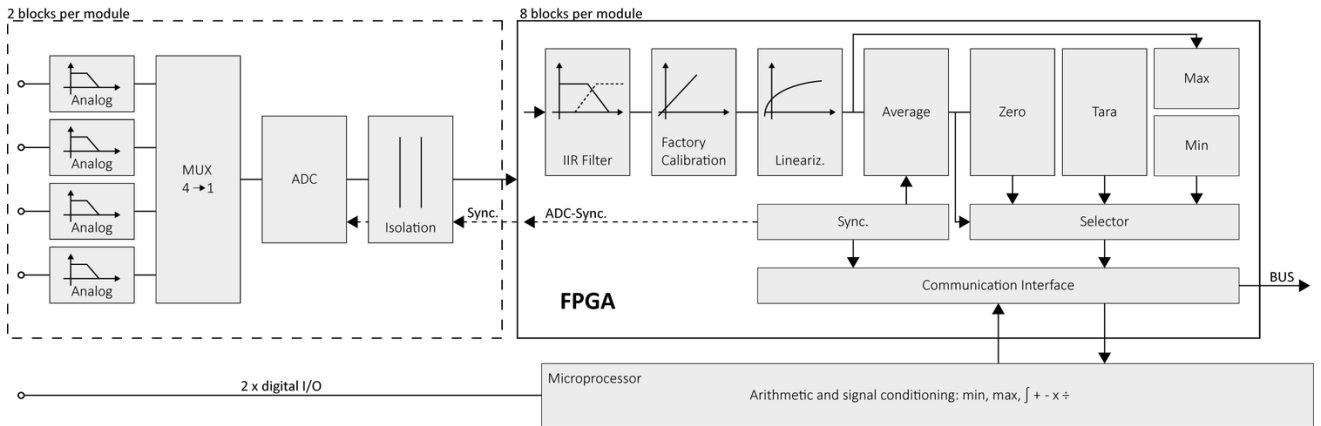 2 blocks per module
8 blocks per module
Analog
Analog
Analog
Analog
MUX
4 → 1
ADC
Isolation
Sync.
ADC-Sync.
IIR Filter
Factory
Calibration
Lineariz.
Average
Zero
Tara
Max
Min
Sync.
Selector
Communication Interface
FPGA
BUS
2 x digital I/O
Microprocessor
Arithmetic and signal conditioning: min, max, ∫ + - x ÷